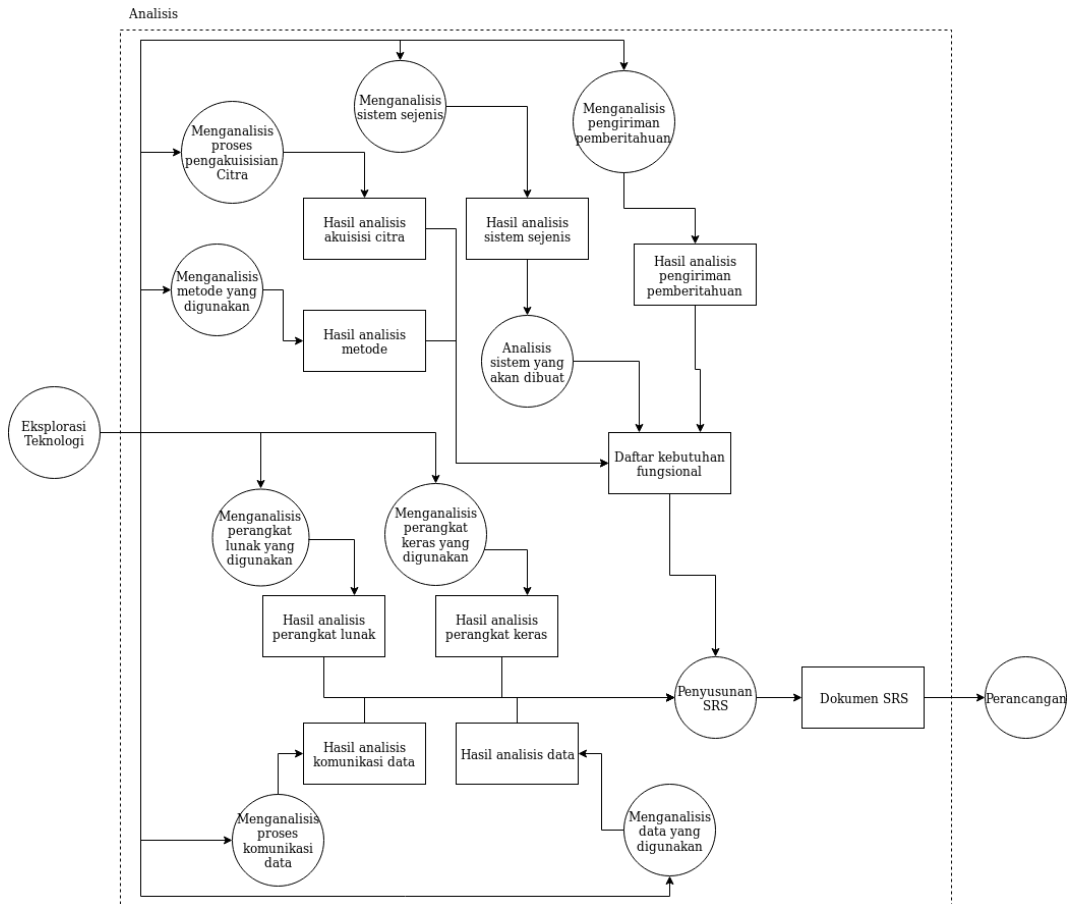 Analisis
Menganalisis
sistem sejenis
Menganalisis
pengiriman
pemberitahuan
Menganalisis
proses
pengakuisisian
Citra
Hasil analisis
akuisisi citra
Hasil analisis
sistem sejenis
Hasil analisis
pengiriman
pemberitahuan
Menganalisis
metode yang
digunakan
Hasil analisis
metode
Analisis
sistem yang
akan dibuat
Eksplorasi
Teknologi
Daftar kebutuhan
fungsional
Menganalisis
perangkat
lunak yang
digunakan
Menganalisis
perangkat
keras yang
digunakan
Hasil analisis
perangkat lunak
Hasil analisis
perangkat keras
Penyusunan
SRS
Dokumen SRS
Perancangan
Hasil analisis
komunikasi data
Hasil analisis data
Menganalisis
proses
komunikasi
data
Menganalisis
data yang
digunakan